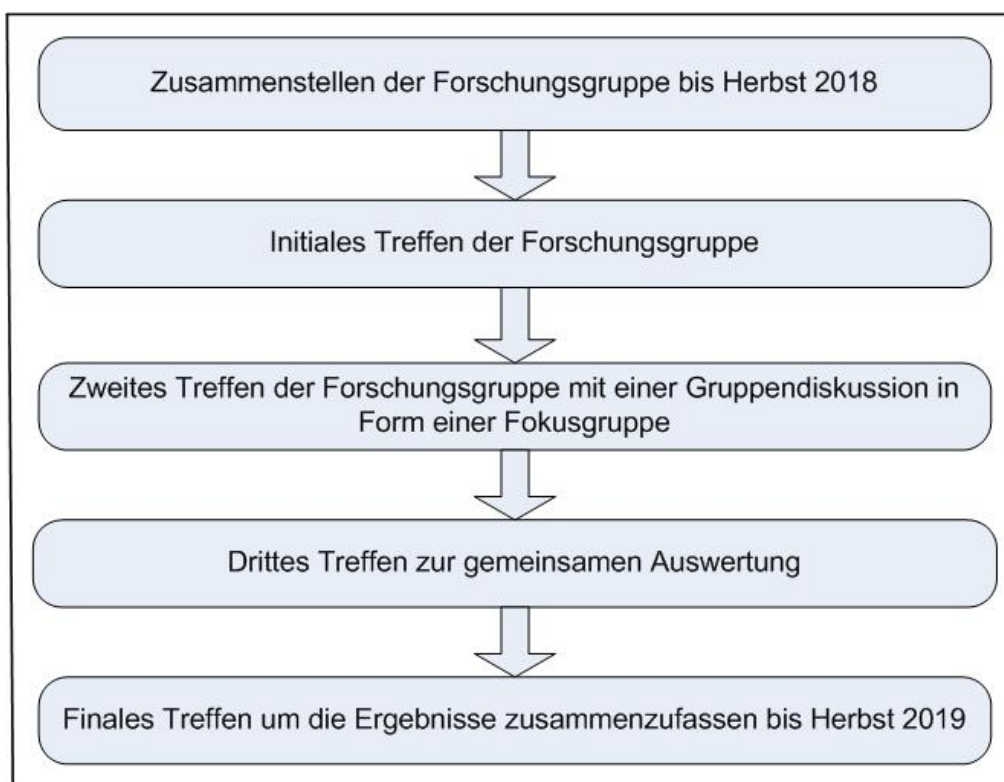 Zusammenstellen der Forschungsgruppe bis Herbst 2018
Initiales Treffen der Forschungsgruppe
Zweites Treffen der Forschungsgruppe mit einer Gruppendiskussion in
Form einer Fokusgruppe
Drittes Treffen zur gemeinsamen Auswertung
Finales Treffen um die Ergebnisse zusammenzufassen bis Herbst 2019